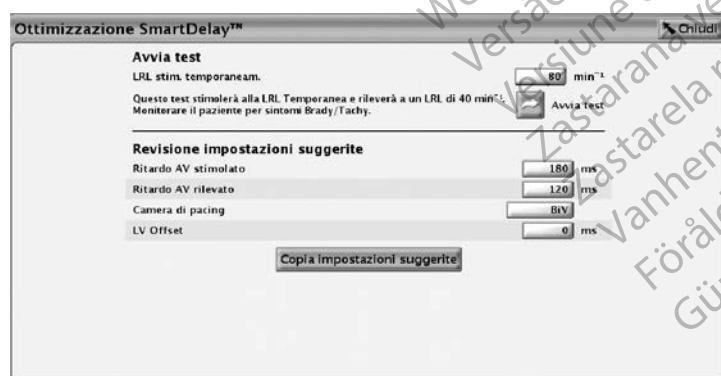 Ottimizzazione SmartDelay™
Chiudi
Avvia test
LRL stim. temporaneam.
80 min⁻¹
Questo test stimolerà alla LRL Temporanea e rileverà a un LRL di 40 min⁻¹.
Monitorare il paziente per sintomi Brady/Tachy.
Avvia test
Revisione impostazioni suggerite
Ritardo AV stimolato
180 ms
Ritardo AV rilevato
120 ms
Camera di pacing
BiV
LV Offset
0 ms
Copia impostazioni suggerite
Versiune
Zastarana
Zastarela